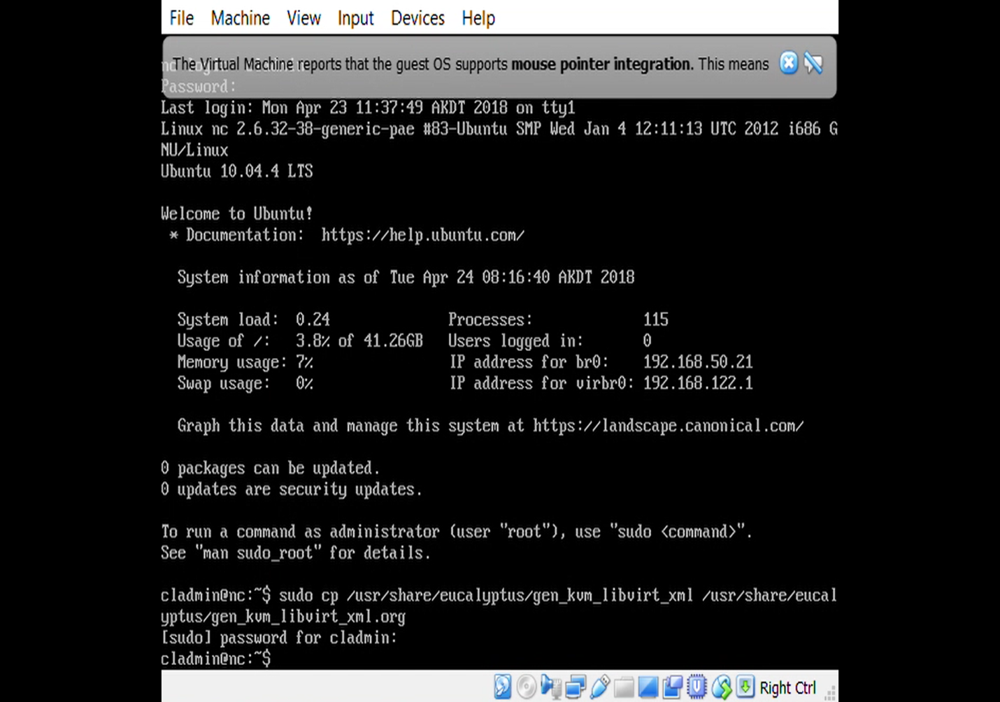 File Machine View Input Devices Help
The Virtual Machine reports that the guest OS supports mouse pointer integration. This means
Password:
Last login: Mon Apr 23 11:37:49 AKDT 2018 on tty1
Linux nc 2.6.32-38-generic-pae #83-Ubuntu SMP Wed Jan 4 12:11:13 UTC 2012 i686 G
NU/Linux
Ubuntu 10.04.4 LTS
Welcome to Ubuntu!
* Documentation: https://help.ubuntu.com/
System information as of Tue Apr 24 08:16:40 AKDT 2018
System load: 0.24 Processes: 115
Usage of /: 3.8% of 41.26GB Users logged in: 0
Memory usage: 7% IP address for br0: 192.168.50.21
Swap usage: 0% IP address for virbr0: 192.168.122.1
Graph this data and manage this system at https://landscape.canonical.com/
0 packages can be updated.
0 updates are security updates.
To run a command as administrator (user "root"), use "sudo <command>".
See "man sudo_root" for details.
cladmin@nc:~$ sudo cp /usr/share/eucalyptus/gen_kvm_libvirt_xml /usr/share/eucal
yptus/gen_kvm_libvirt_xml.org
[sudo] password for cladmin:
cladmin@nc:~$
Right Ctrl